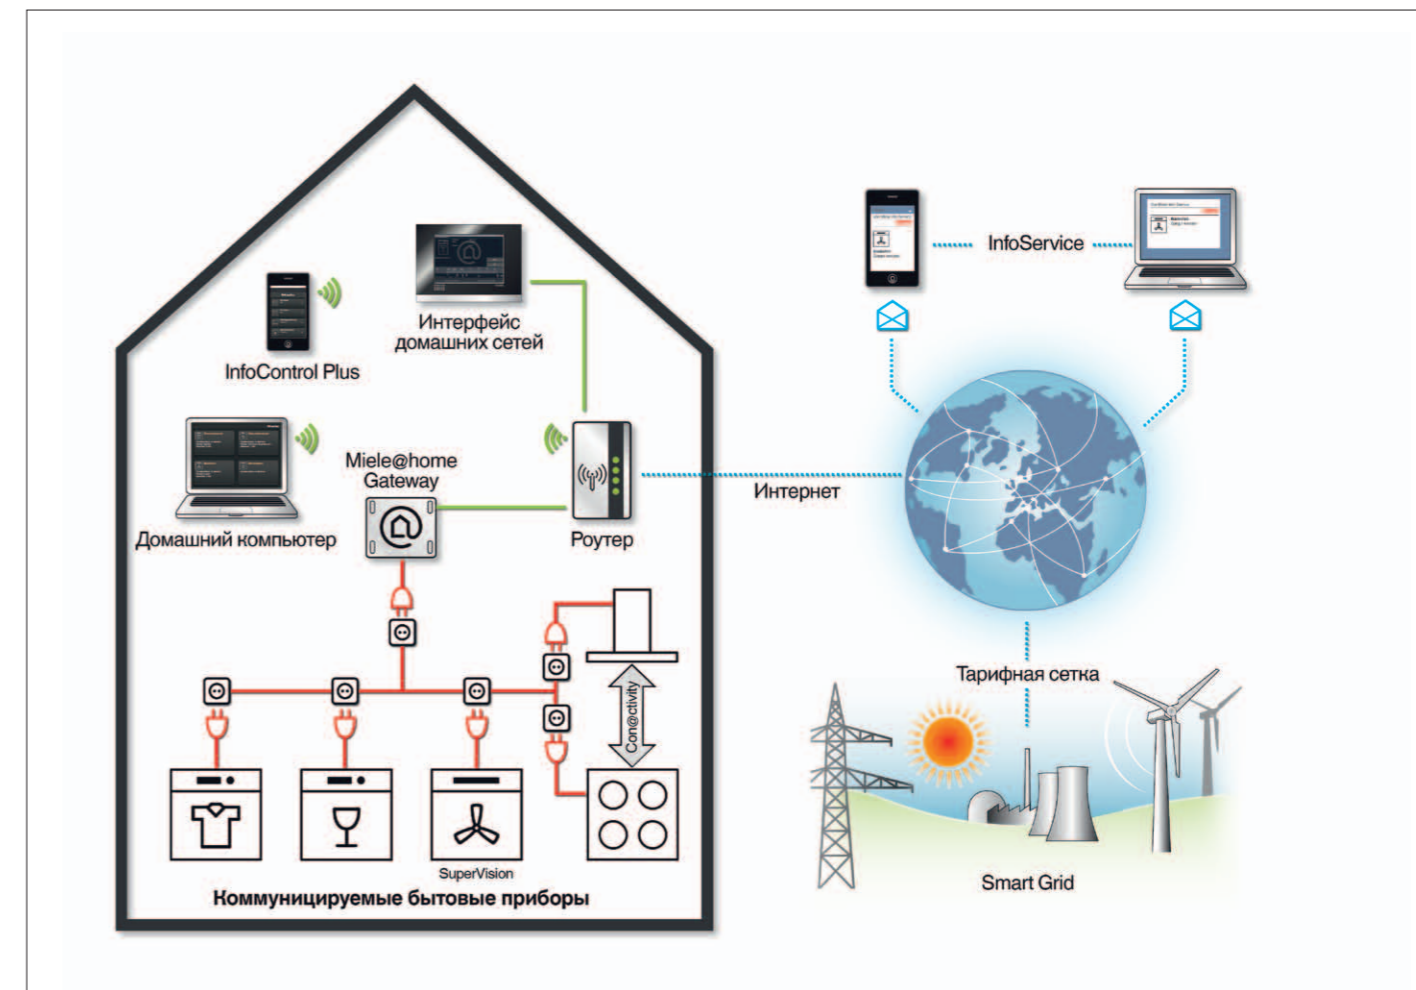 InfoService
Интерфейс
домашних сетей
InfoControl Plus
Miele@home
Gateway
Интернет
Домашний компьютер
Роутер
Тарифная сетка
Con@ctivity
SuperVision
Smart Grid
Коммуницируемые бытовые приборы